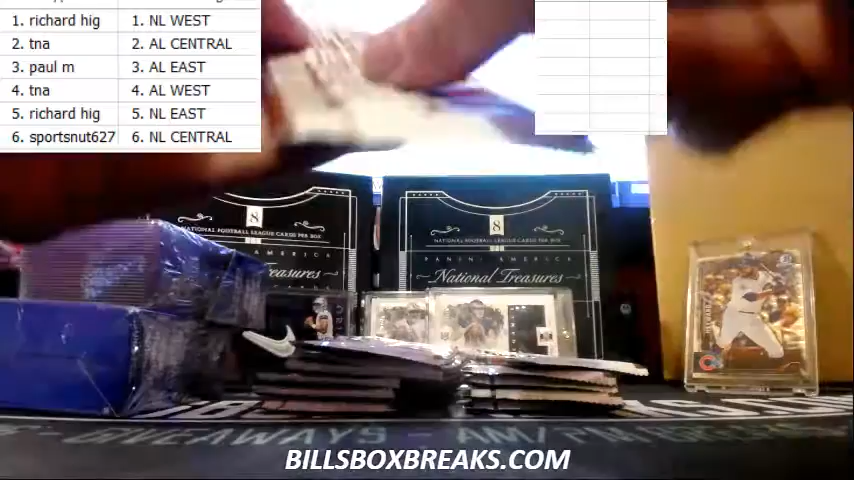 1. richard hig 1. NL WEST
2. tna 2. AL CENTRAL
3. paul m 3. AL EAST
4. tna 4. AL WEST
5. richard hig 5. NL EAST
6. sportsnut627 6. NL CENTRAL
8
NATIONAL FOOTBALL LEAGUE CARDS PER BOX
PANINI AMERICA
Treasures
8
NATIONAL FOOTBALL LEAGUE CARDS PER BOX
PANINI AMERICA
National Treasures
GIVEAWAYS - AM/PM
BILLSBOXBREAKS.COM